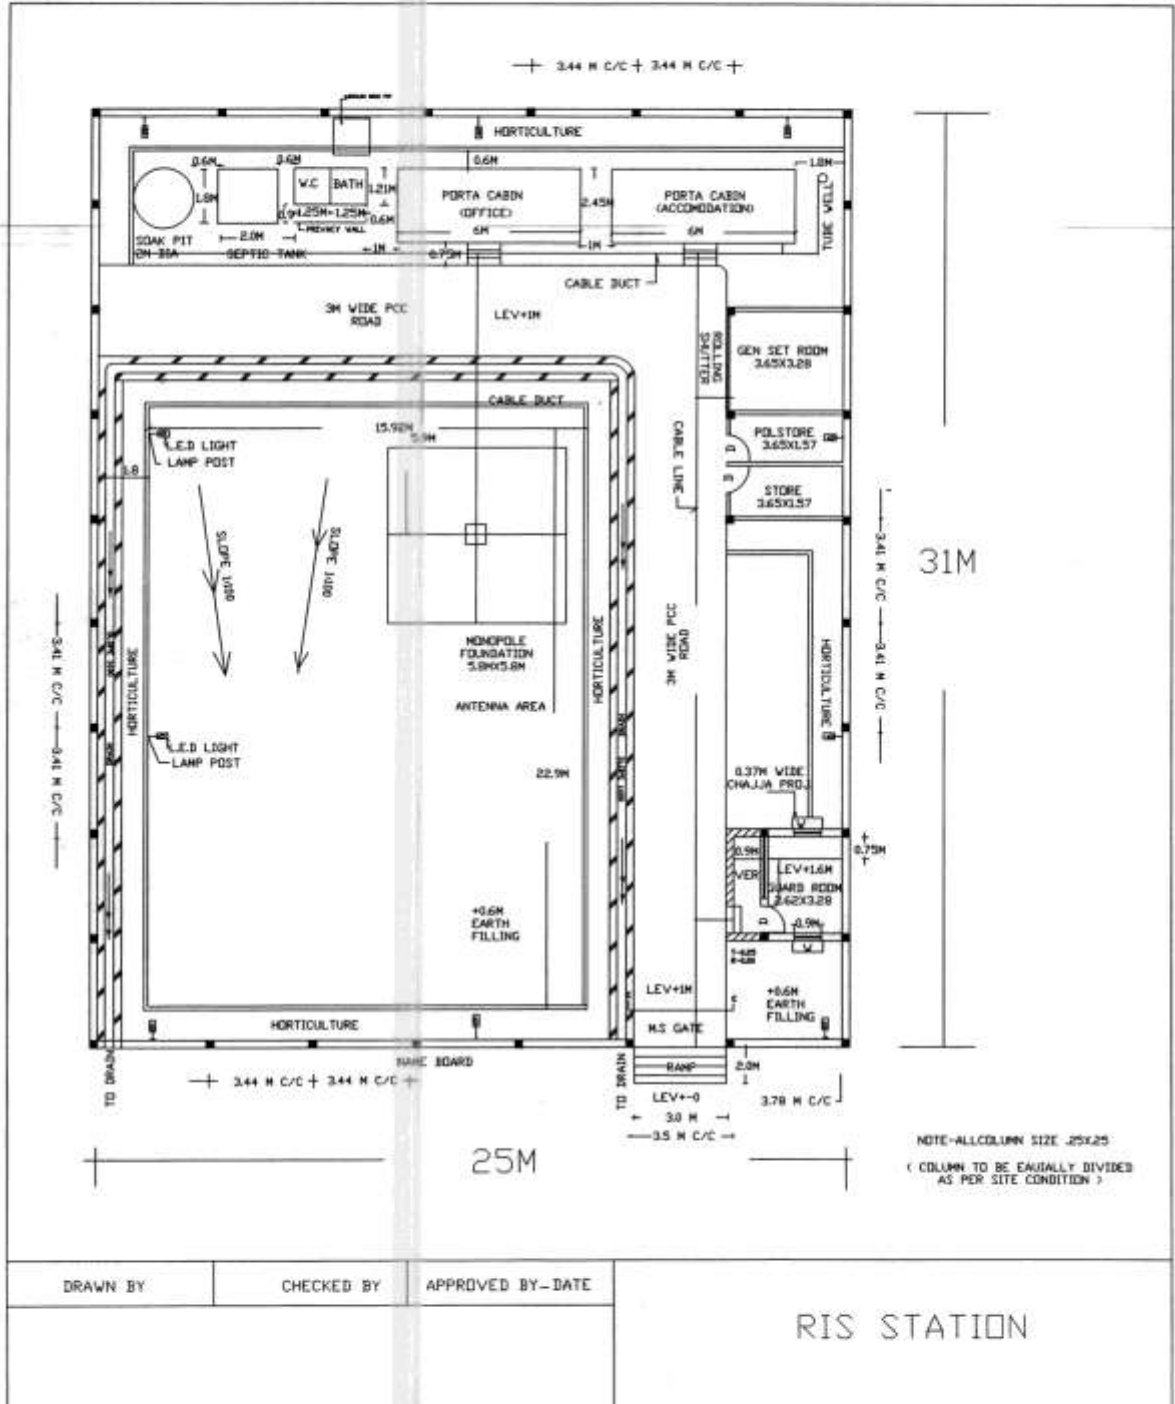 3.44 M C/C 3.44 M C/C
HORTICULTURE
0.6M
0.6M
0.6M
1.8M
W.C
BATH
1.21M
1.8M
PORTA CABIN
(OFFICE)
6M
2.45M
PORTA CABIN
(ACCOMODATION)
6M
TUBE WELL
1.25M
1.25M
0.6M
PRIVACY WALL
2.0M
SOAK PIT
2M DIA
SEPTIC TANK
1M
0.75M
1M
CABLE DUCT
3M WIDE PCC
ROAD
LEV+1M
ROLLING
SHUTTER
GEN SET ROOM
3.65X3.28
CABLE DUCT
15.92M
5.9M
L.E.D LIGHT
LAMP POST
1.8
CABLE LINE
POLSTORE
3.65X1.57
STORE
3.65X1.57
D
D
SLOPE 1:100
SLOPE 1:100
3.41 M C/C
3.41 M C/C
31M
3.41 M C/C
3.41 M C/C
HORTICULTURE
MONOPOLE
FOUNDATION
5.8MX5.8M
HORTICULTURE
3M WIDE PCC
ROAD
HORTICULTURE
ANTENNA AREA
L.E.D LIGHT
LAMP POST
22.9M
DRAIN
DRAIN
0.37M WIDE
CHAJJA PROJ.
W
0.9M
0.75M
VER
LEV+1.6M
GUARD ROOM
2.62X3.28
D
0.9M
W
+0.6M
EARTH
FILLING
LEV+1M
+0.6M
EARTH
FILLING
HORTICULTURE
M.S GATE
NAME BOARD
TO DRAIN
TO DRAIN
RAMP
2.0M
3.44 M C/C 3.44 M C/C
LEV+-0
3.0 M
3.5 M C/C
3.78 M C/C
25M
NOTE-ALLCOLUMN SIZE .25X.25
( COLUMN TO BE EAUIALLY DIVIDED
AS PER SITE CONDITION )
DRAWN BY
CHECKED BY
APPROVED BY-DATE
RIS STATION